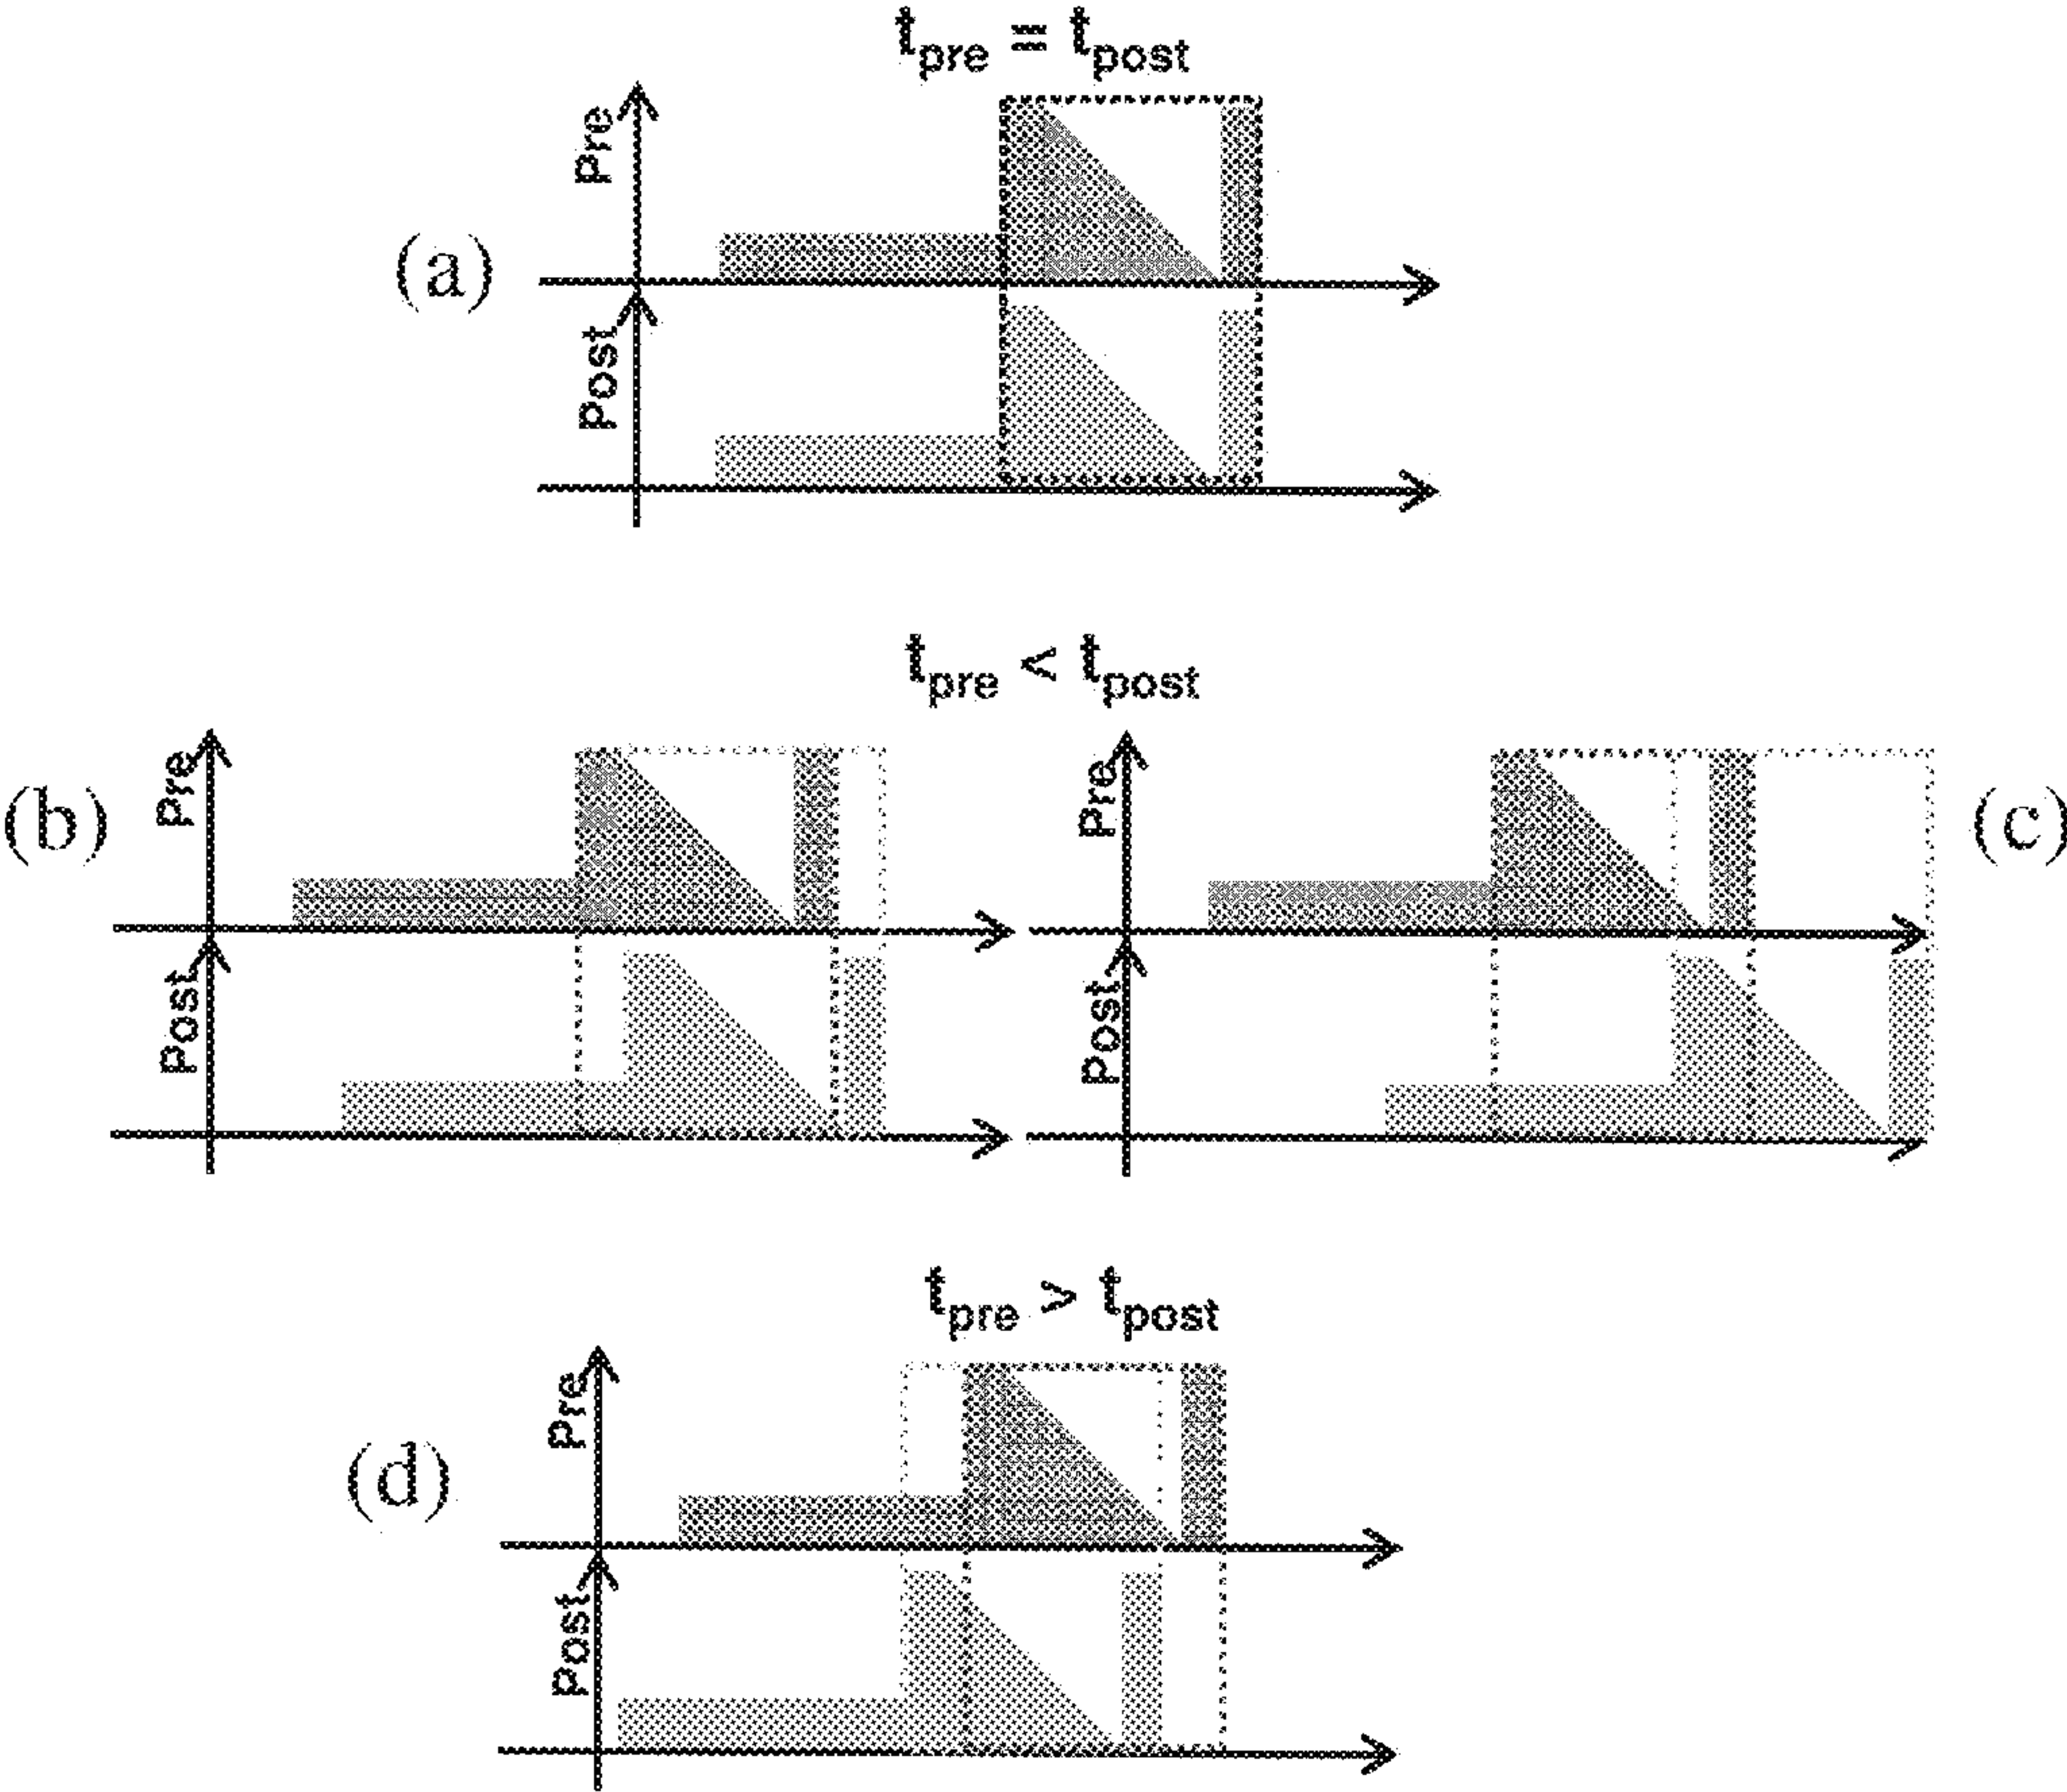 t_pre = t_post
Pre
(a)
Post
t_pre < t_post
(b)
Pre
Pre
(c)
Post
Post
t_pre > t_post
Pre
(d)
Post